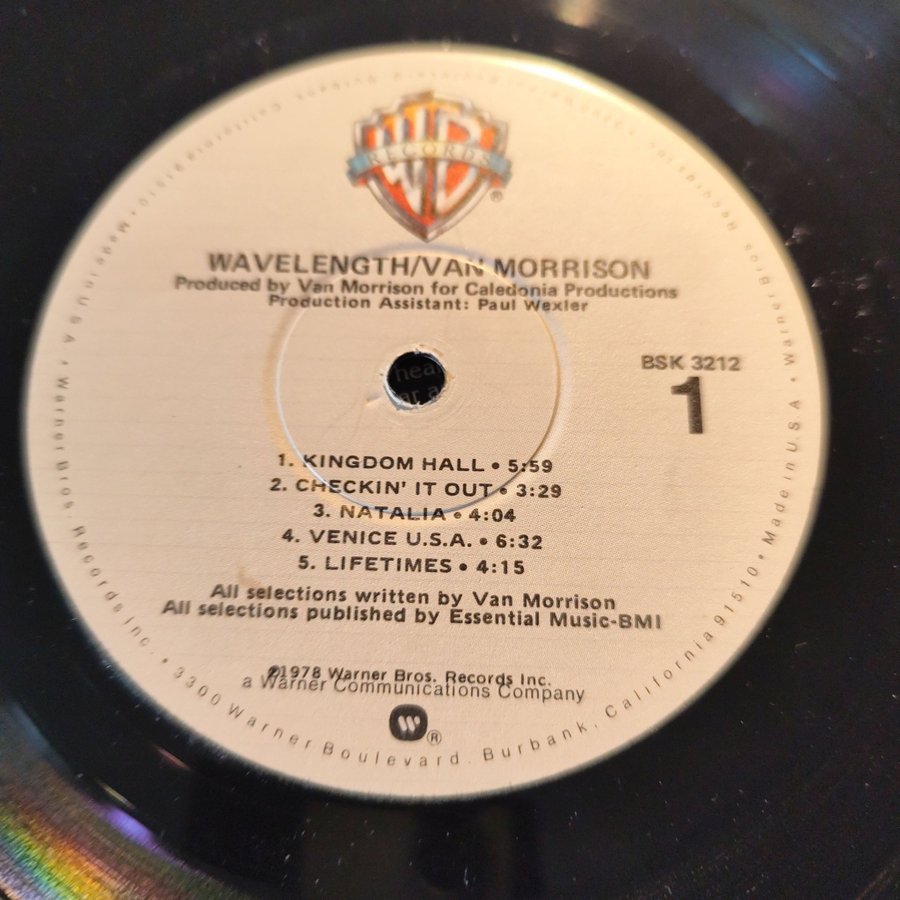 WB
RECORDS
®
WAVELENGTH/VAN MORRISON
Produced by Van Morrison for Caledonia Productions
Production Assistant: Paul Wexler
BSK 3212
1
1. KINGDOM HALL • 5:59
2. CHECKIN' IT OUT • 3:29
3. NATALIA • 4:04
4. VENICE U.S.A. • 6:32
5. LIFETIMES • 4:15
All selections written by Van Morrison
All selections published by Essential Music-BMI
℗1978 Warner Bros. Records Inc.
a Warner Communications Company
®
Made in U.S.A. • Warner Bros. Records Inc. • 3300 Warner Boulevard. Burbank, California 91510 • Made in U.S.A. • Warner Bros. Records Inc.